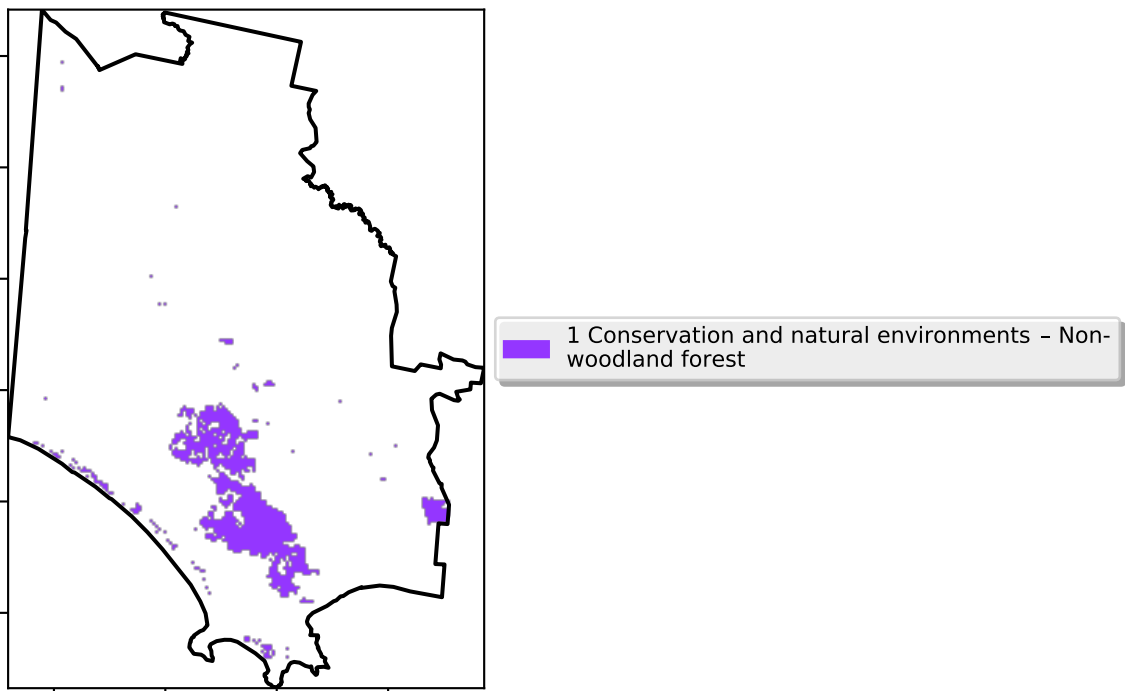 1 Conservation and natural environments – Non-
woodland forest